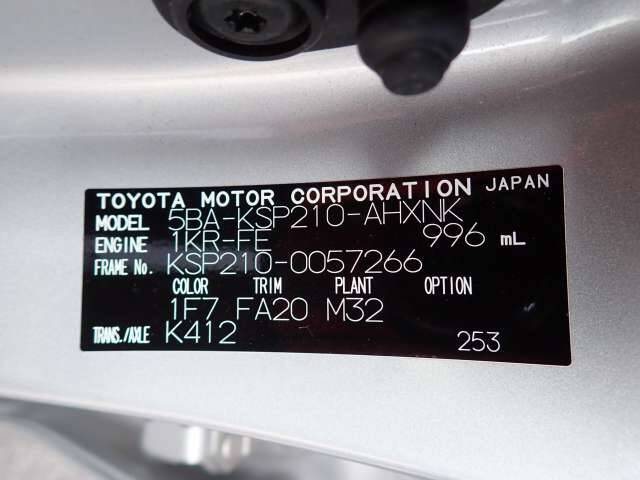 TOYOTA MOTOR CORPORATION JAPAN
MODEL 5BA-KSP210-AHXNK
ENGINE 1KR-FE 996 mL
FRAME No. KSP210-0057266
COLOR TRIM PLANT OPTION
1F7 FA20 M32
TRANS./AXLE K412
253